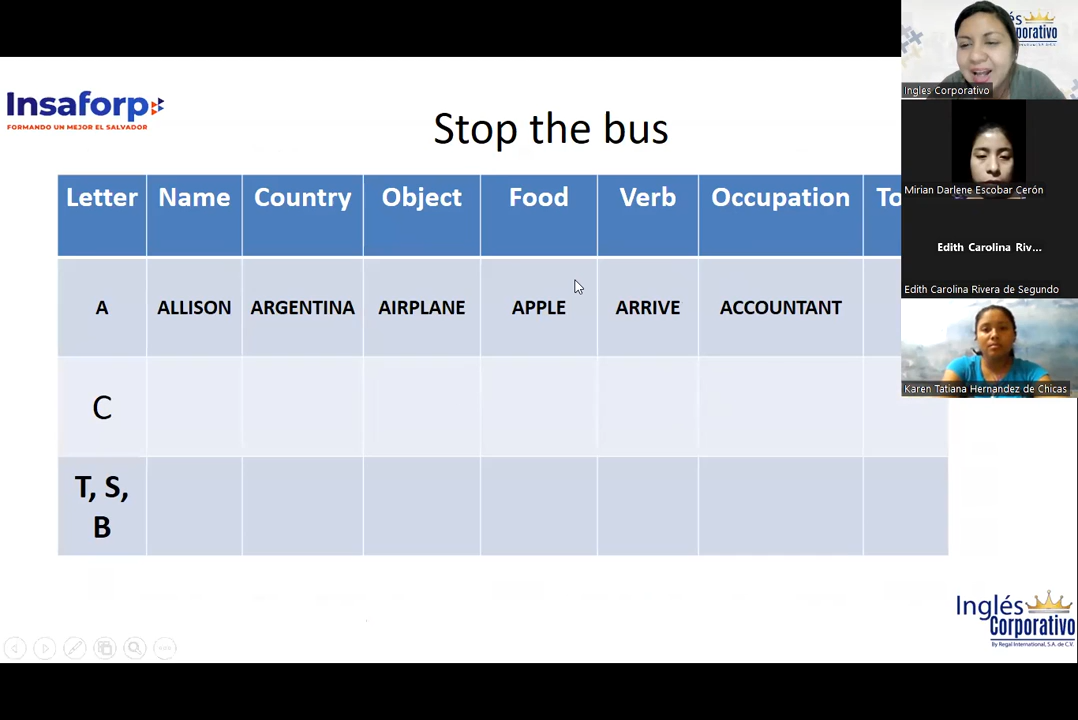 Insaforp
FORMANDO UN MEJOR EL SALVADOR
Stop the bus
Letter Name Country Object Food Verb Occupation To
A ALLISON ARGENTINA AIRPLANE APPLE ARRIVE ACCOUNTANT
C
T, S,
B
Inglés
Corporativo
By Regal International, S.A. de C.V.
és
orporativo
Ingles Corporativo
Mirian Darlene Escobar Cerón
Edith Carolina Riv...
Edith Carolina Rivera de Segundo
Karen Tatiana Hernandez de Chicas